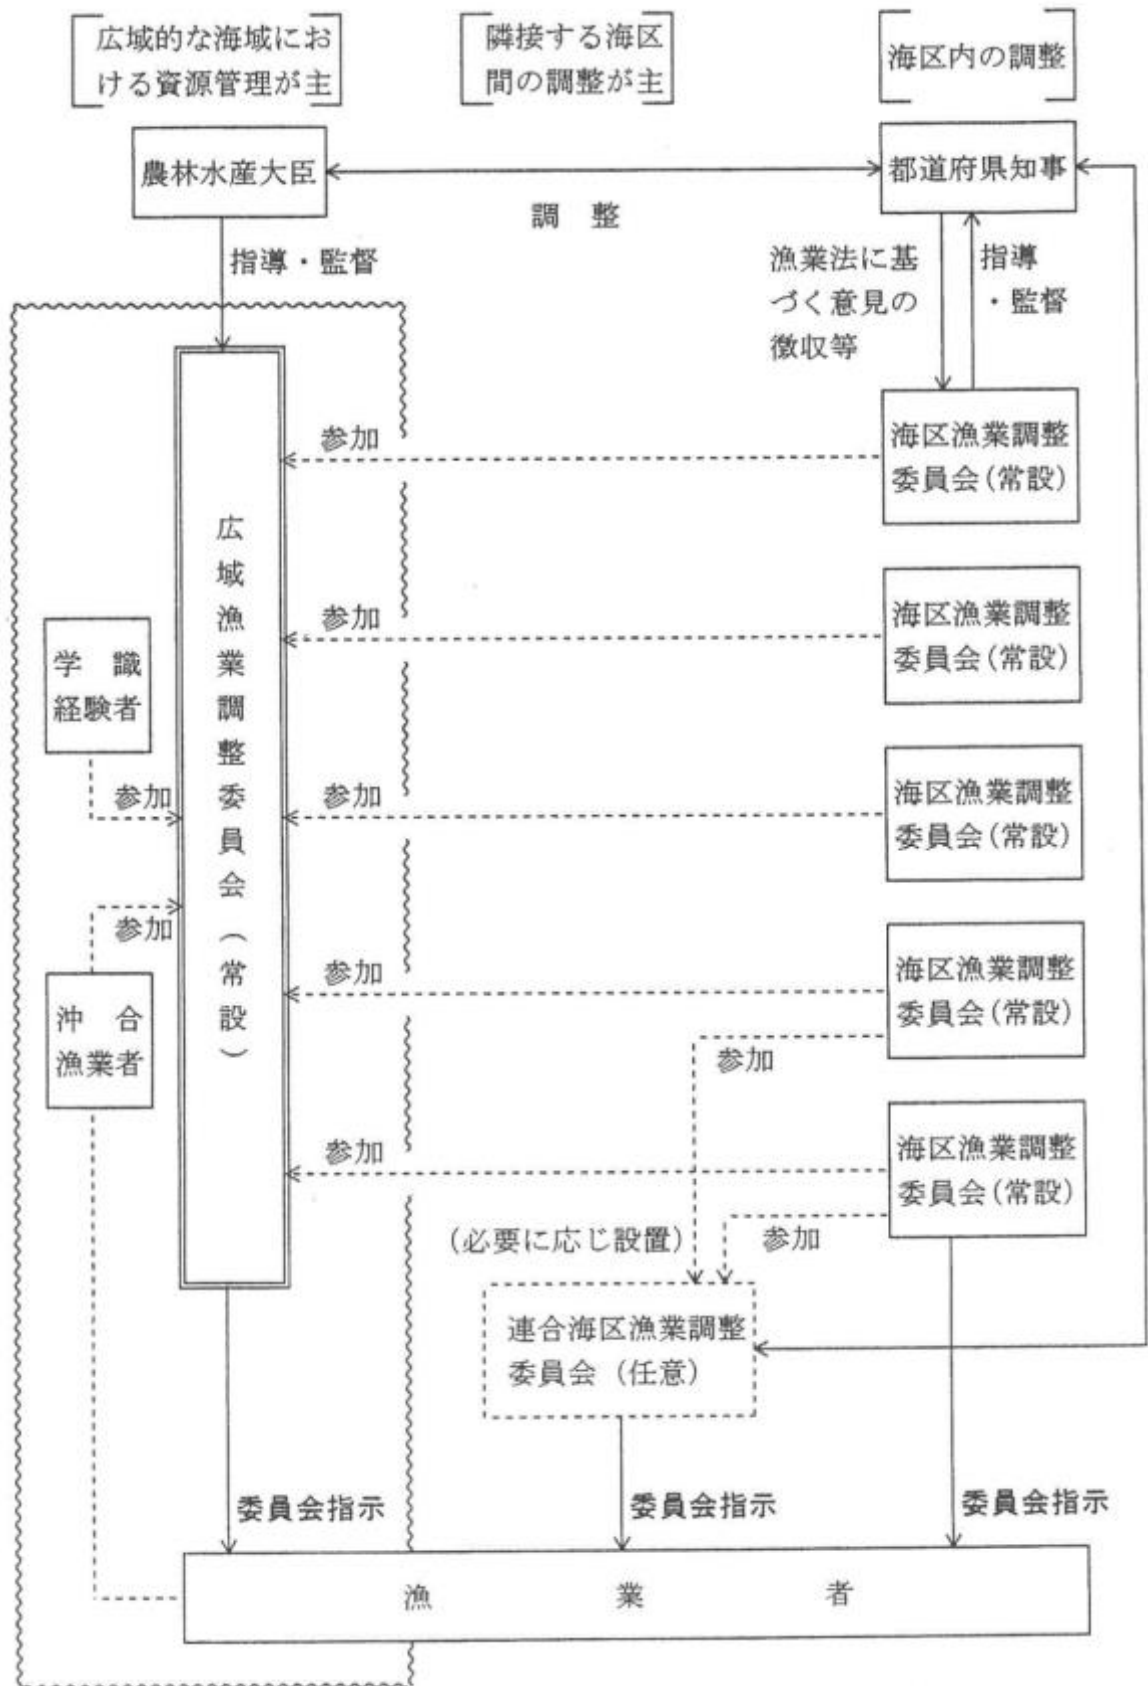 広域的な海域にお
ける資源管理が主
隣接する海区
間の調整が主
海区内の調整
農林水産大臣
都道府県知事
調 整
指導・監督
漁業法に基
づく意見の
徴収等
指導
・監督
海区漁業調整
委員会(常設)
参加
広域漁業調整委員会(常設)
海区漁業調整
委員会(常設)
参加
学 識
経験者
参加
海区漁業調整
委員会(常設)
参加
参加
沖 合
漁業者
海区漁業調整
委員会(常設)
参加
参加
海区漁業調整
委員会(常設)
参加
参加
(必要に応じ設置)
連合海区漁業調整
委員会(任意)
委員会指示
委員会指示
委員会指示
漁 業 者